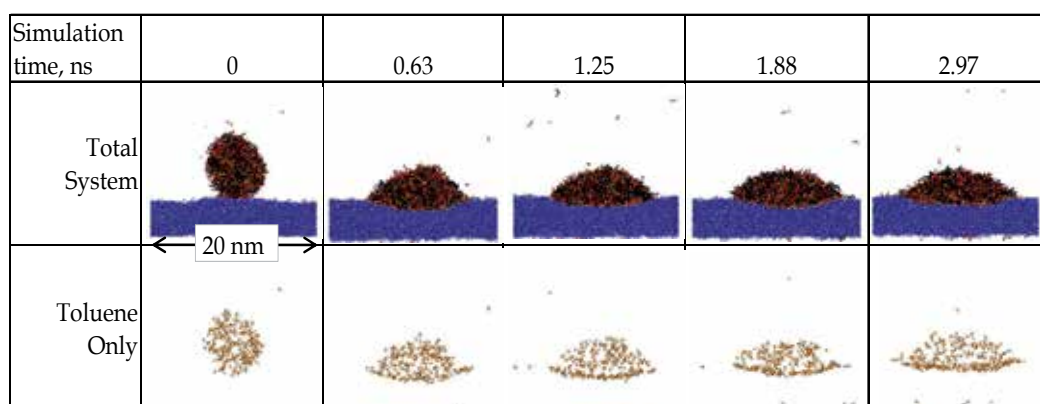 Simulation
time, ns
0
0.63
1.25
1.88
2.97
Total
System
20 nm
Toluene
Only